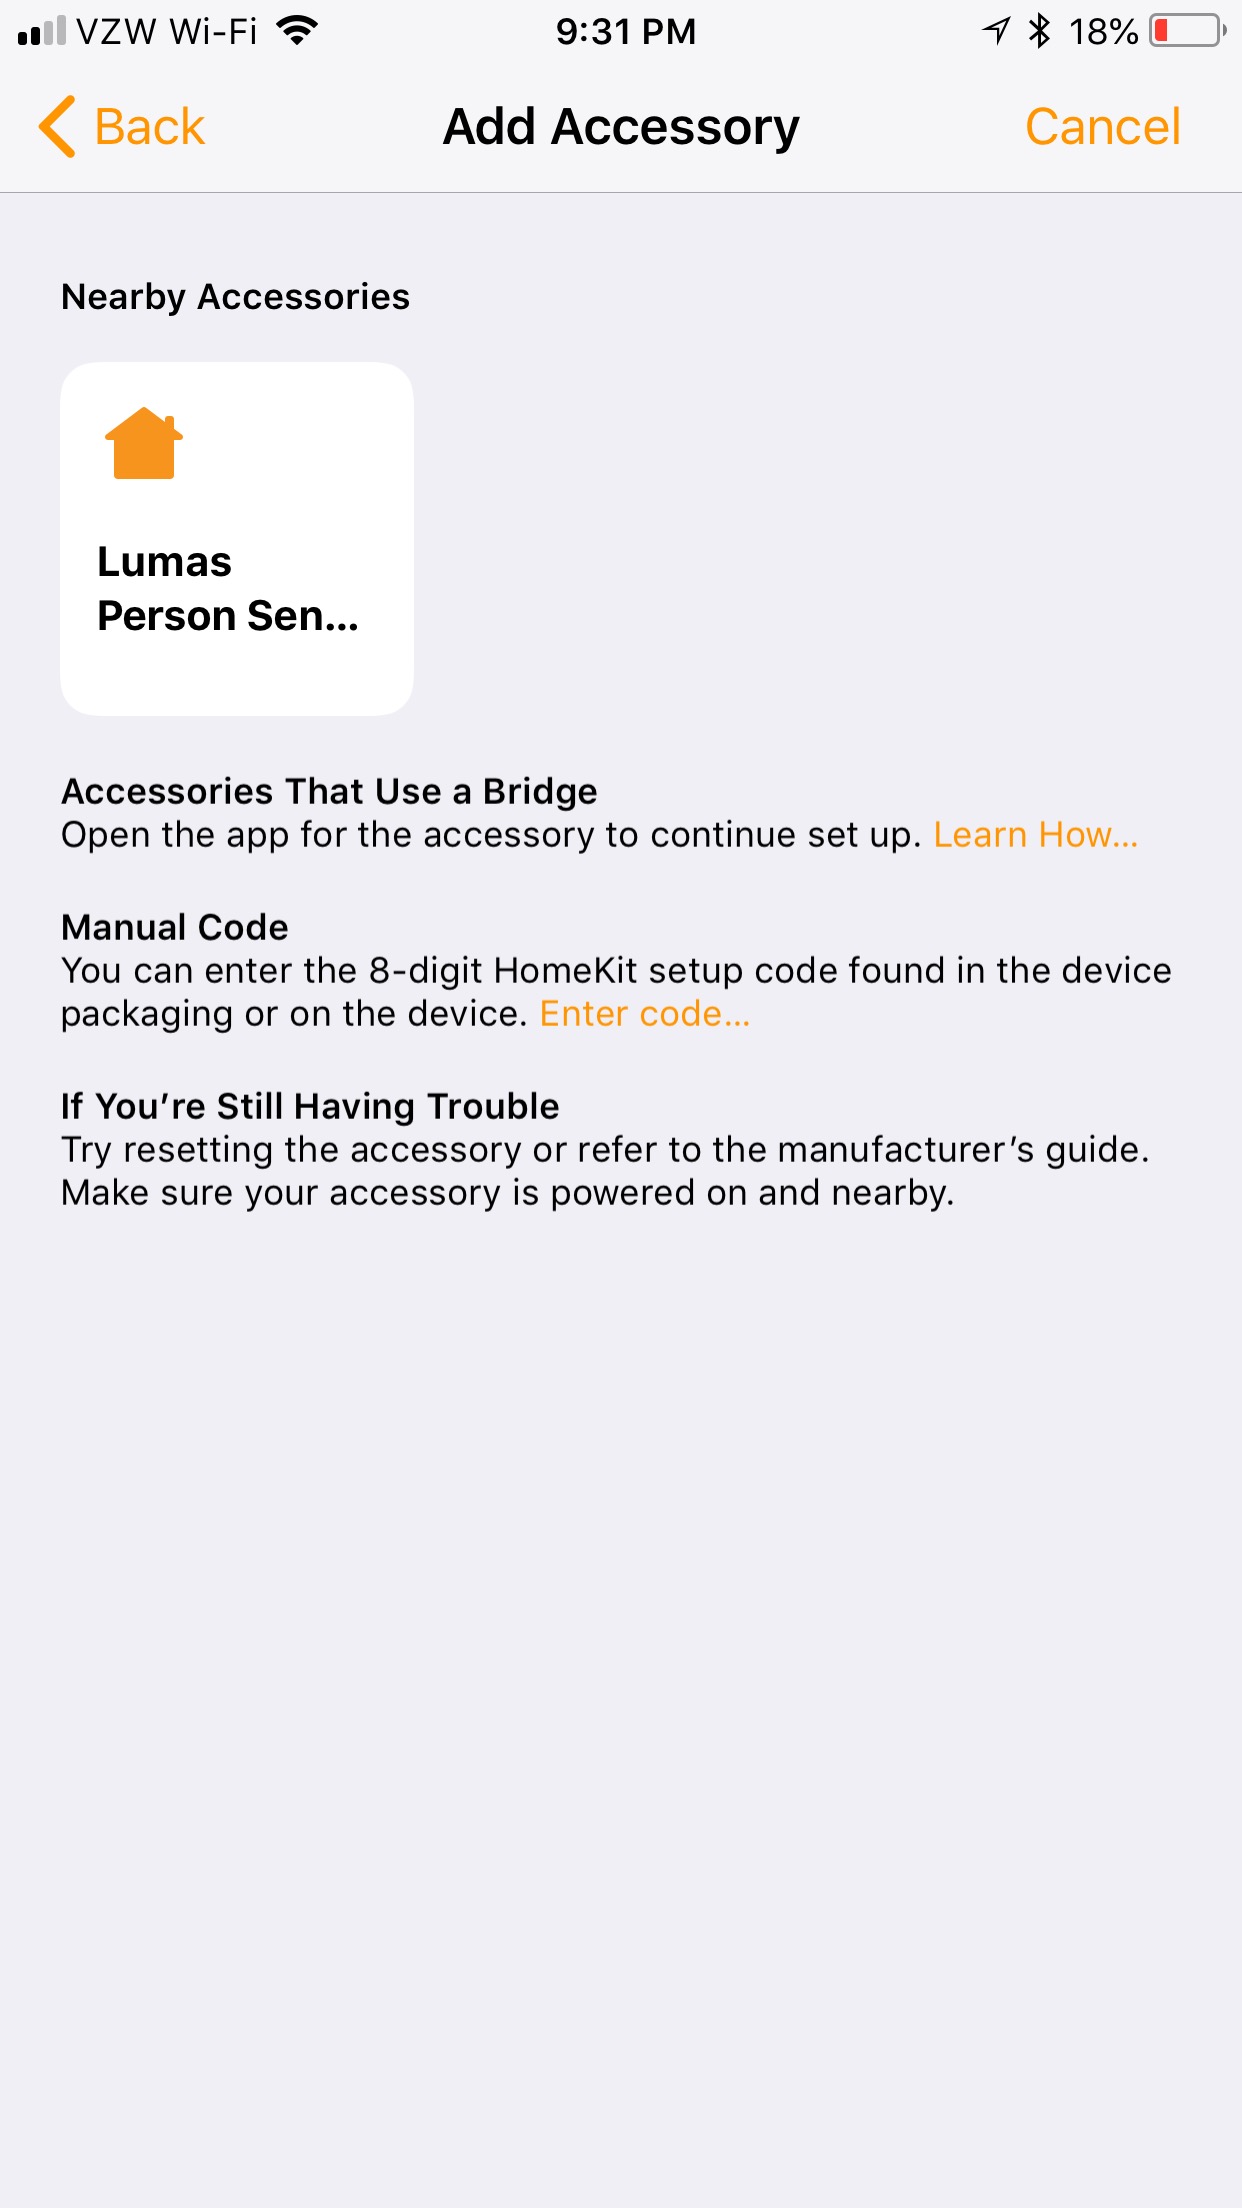 VZW Wi-Fi 9:31 PM 18%
Back Add Accessory Cancel
Nearby Accessories
Lumas
Person Sen...
Accessories That Use a Bridge
Open the app for the accessory to continue set up. Learn How...
Manual Code
You can enter the 8-digit HomeKit setup code found in the device
packaging or on the device. Enter code...
If You’re Still Having Trouble
Try resetting the accessory or refer to the manufacturer’s guide.
Make sure your accessory is powered on and nearby.